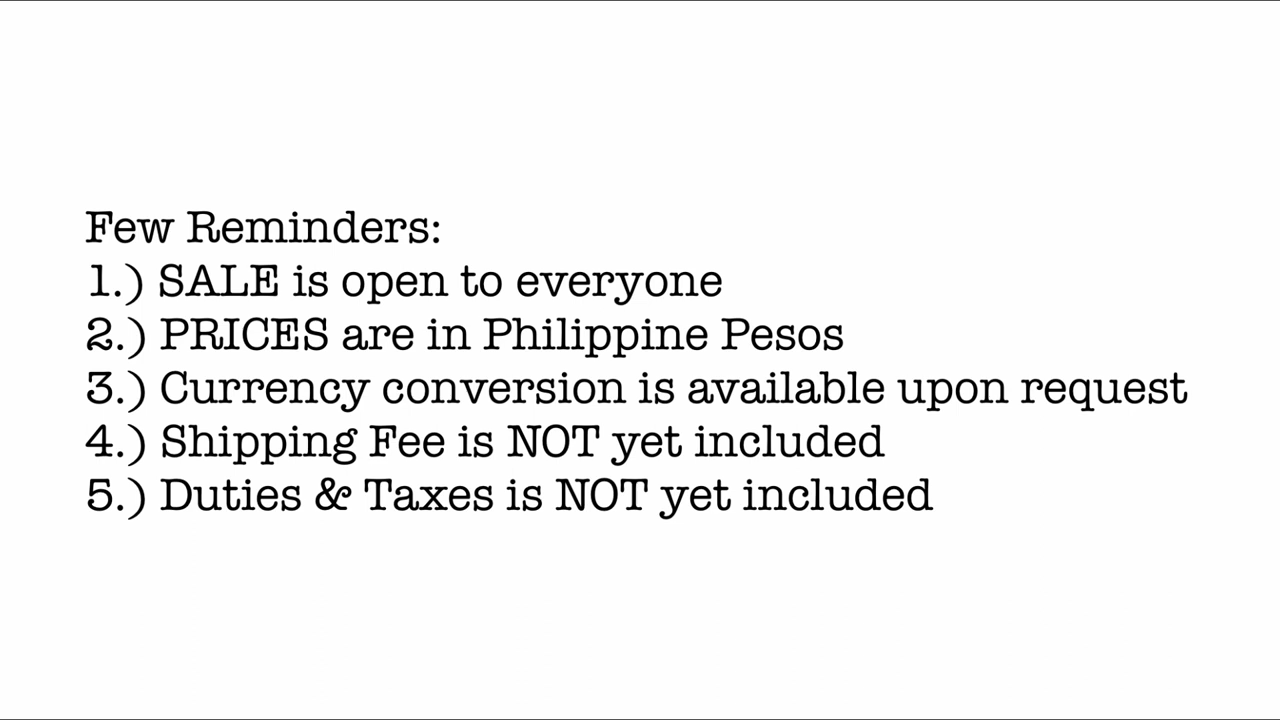 Few Reminders:
1.) SALE is open to everyone
2.) PRICES are in Philippine Pesos
3.) Currency conversion is available upon request
4.) Shipping Fee is NOT yet included
5.) Duties & Taxes is NOT yet included